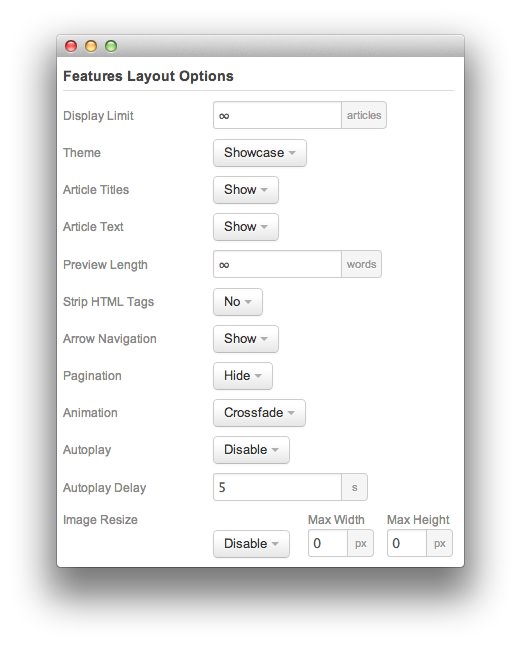 Features Layout Options
Display Limit ∞ articles
Theme Showcase
Article Titles Show
Article Text Show
Preview Length ∞ words
Strip HTML Tags No
Arrow Navigation Show
Pagination Hide
Animation Crossfade
Autoplay Disable
Autoplay Delay 5 s
Image Resize Max Width Max Height
Disable 0 px 0 px